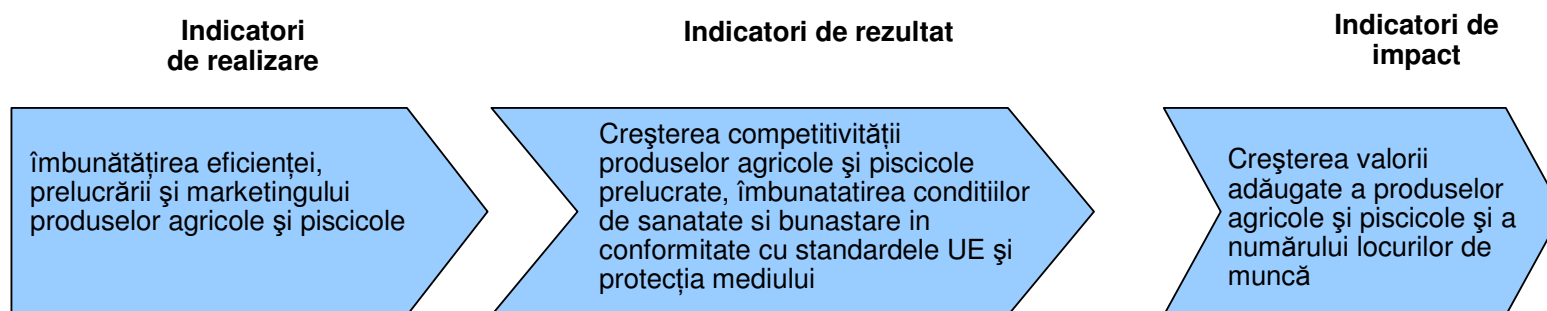 Indicatori
de realizare
Indicatori de rezultat
Indicatori de
impact
îmbunătățirea eficienței,
prelucrării şi marketingului
produselor agricole şi piscicole
Creşterea competitivității
produselor agricole şi piscicole
prelucrate, îmbunatatirea conditiilor
de sanatate si bunastare in
conformitate cu standardele UE şi
protecția mediului
Creşterea valorii
adăugate a produselor
agricole şi piscicole şi a
numărului locurilor de
muncă